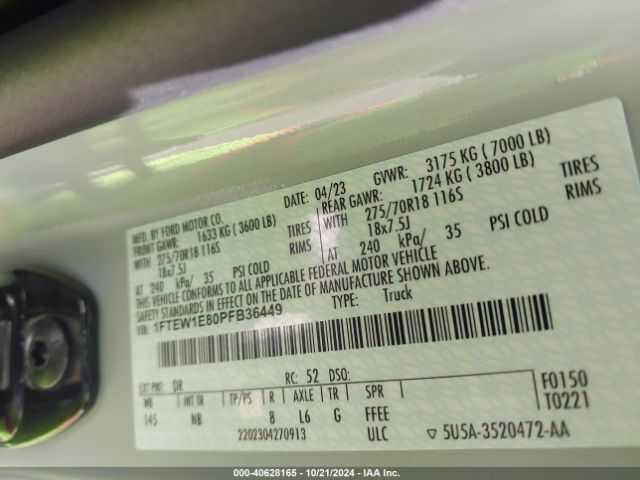 MFD. BY FORD MOTOR CO.
DATE: 04/23
GVWR: 3175 KG ( 7000 LB)
FRONT GAWR: 1633 KG ( 3600 LB)
REAR GAWR: 1724 KG ( 3800 LB)
WITH 275/70R18 116S TIRES
WITH 275/70R18 116S TIRES
18x7.5J RIMS
18x7.5J RIMS
AT 240 kPa/ 35 PSI COLD
AT 240 kPa/ 35 PSI COLD
THIS VEHICLE CONFORMS TO ALL APPLICABLE FEDERAL MOTOR VEHICLE
SAFETY STANDARDS IN EFFECT ON THE DATE OF MANUFACTURE SHOWN ABOVE.
VIN: 1FTEW1E80PFB36449
TYPE: Truck
EXT PNT: DR RC: 52 DSO:
WB INT TR TP/PS R AXLE TR SPR
145 NB 8 L6 G FFEE
2202304270913 ULC
F0150
T0221
▽ 5U5A-3520472-AA
000-40628165 - 10/21/2024 - IAA Inc.